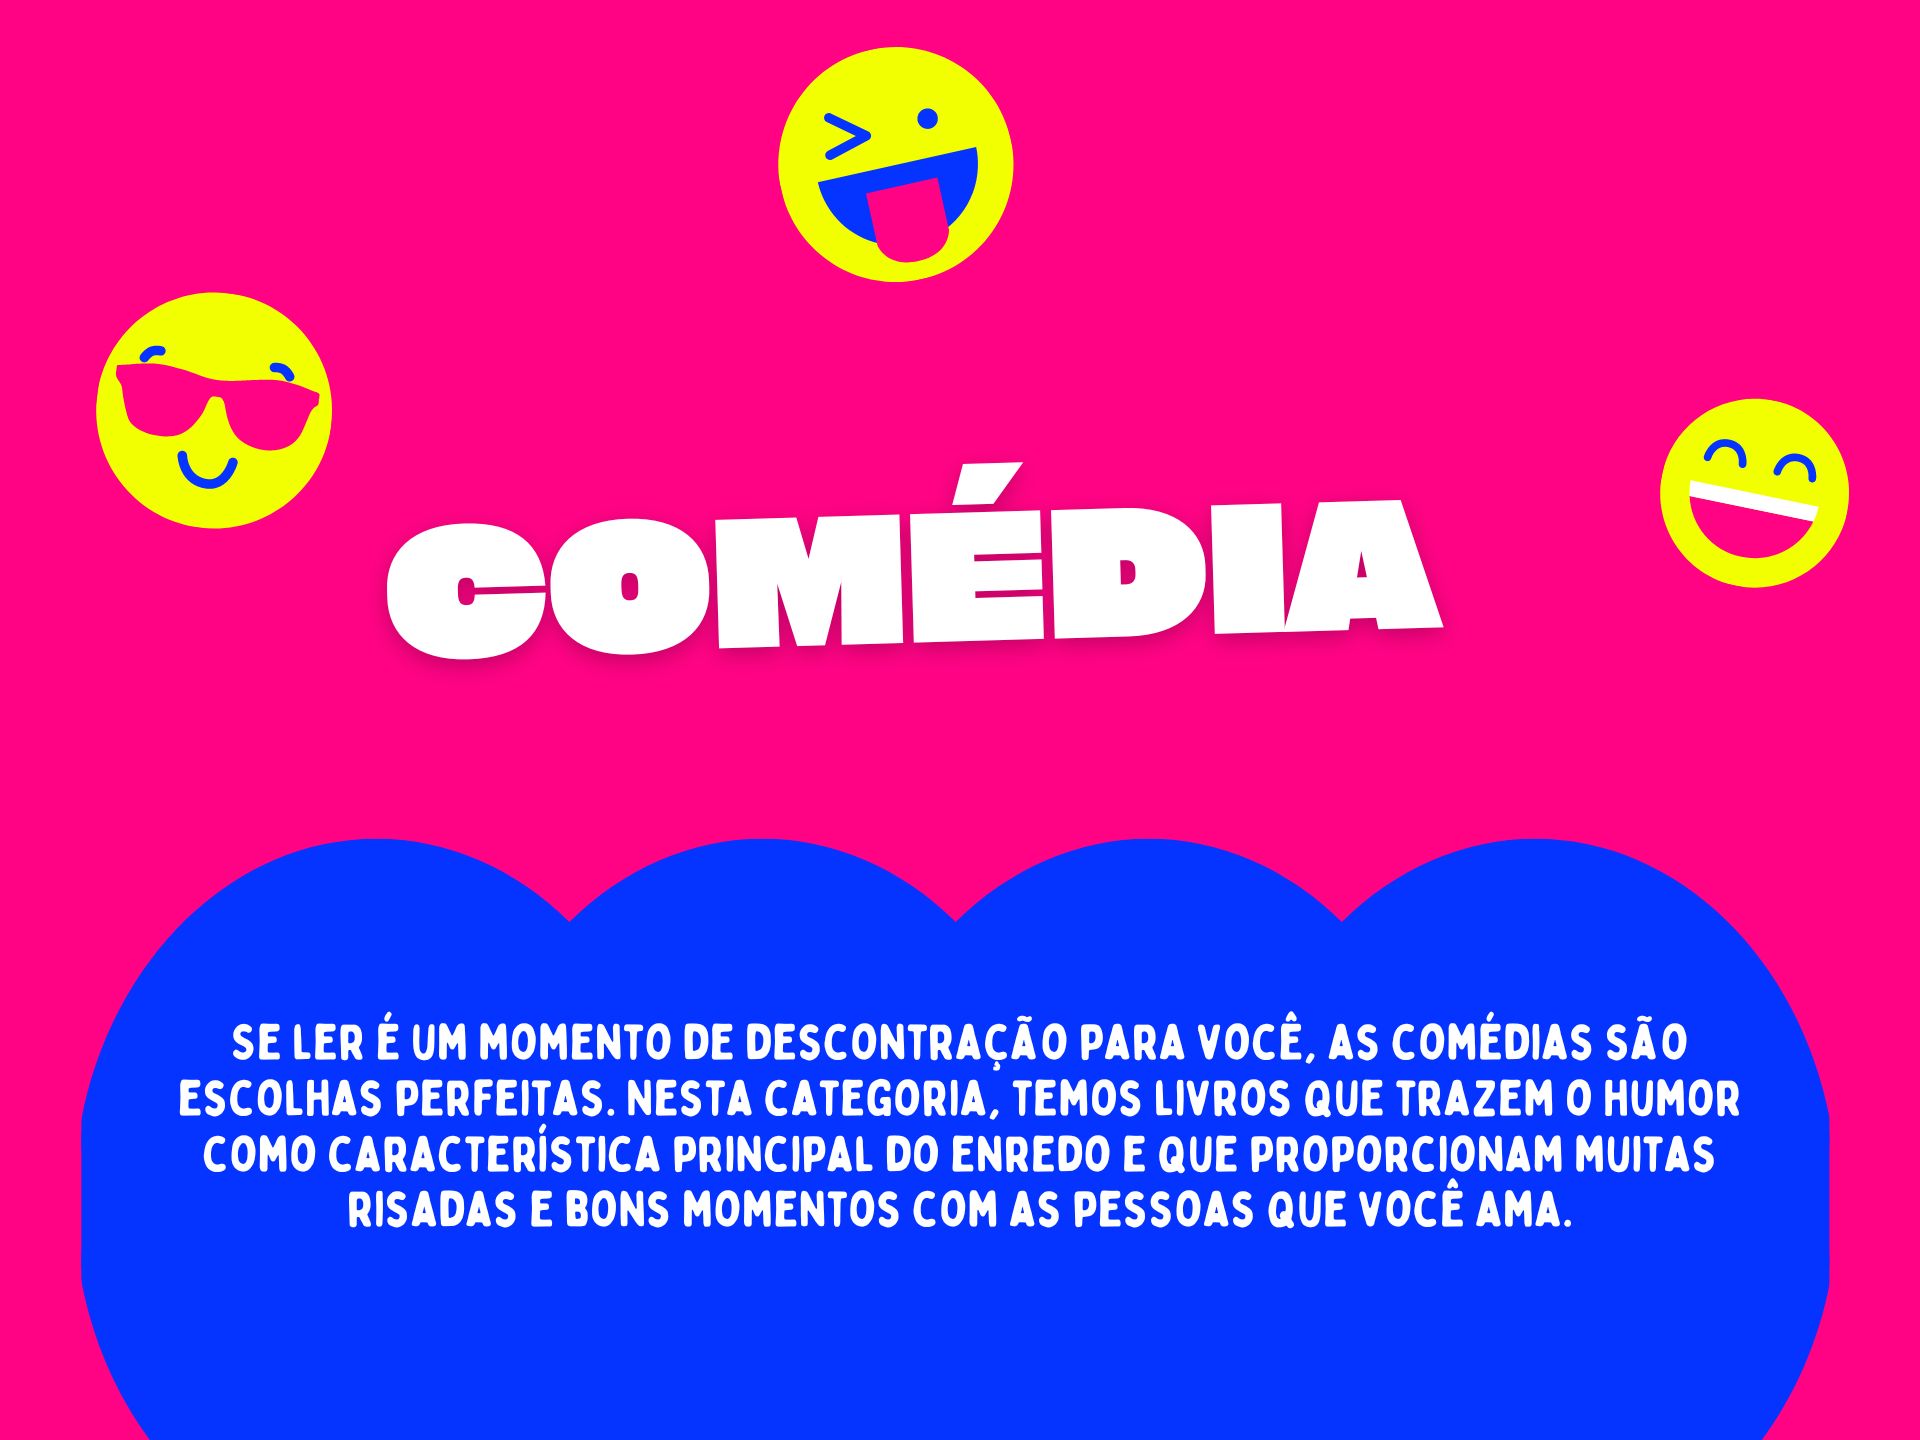 COMÉDIA
SE LER É UM MOMENTO DE DESCONTRAÇÃO PARA VOCÊ, AS COMÉDIAS SÃO
ESCOLHAS PERFEITAS. NESTA CATEGORIA, TEMOS LIVROS QUE TRAZEM O HUMOR
COMO CARACTERÍSTICA PRINCIPAL DO ENREDO E QUE PROPORCIONAM MUITAS
RISADAS E BONS MOMENTOS COM AS PESSOAS QUE VOCÊ AMA.